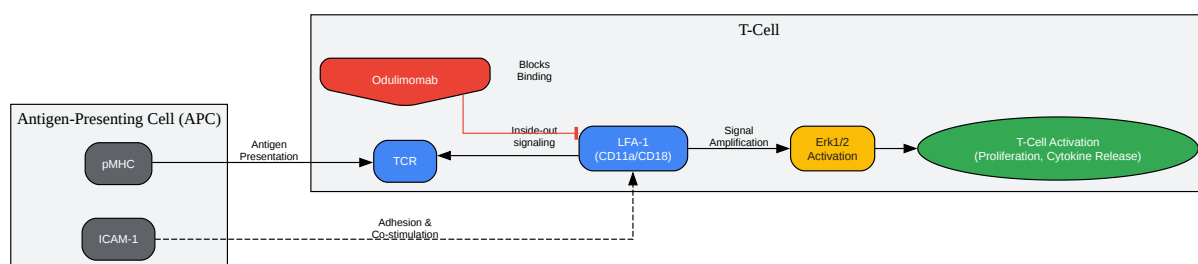 T-Cell
Odulimomab
Blocks
Binding
Antigen-Presenting Cell (APC)
pMHC
Antigen
Presentation
TCR
Inside-out
signaling
LFA-1
(CD11a/CD18)
Signal
Amplification
Erk1/2
Activation
T-Cell Activation
(Proliferation, Cytokine Release)
ICAM-1
Adhesion &
Co-stimulation